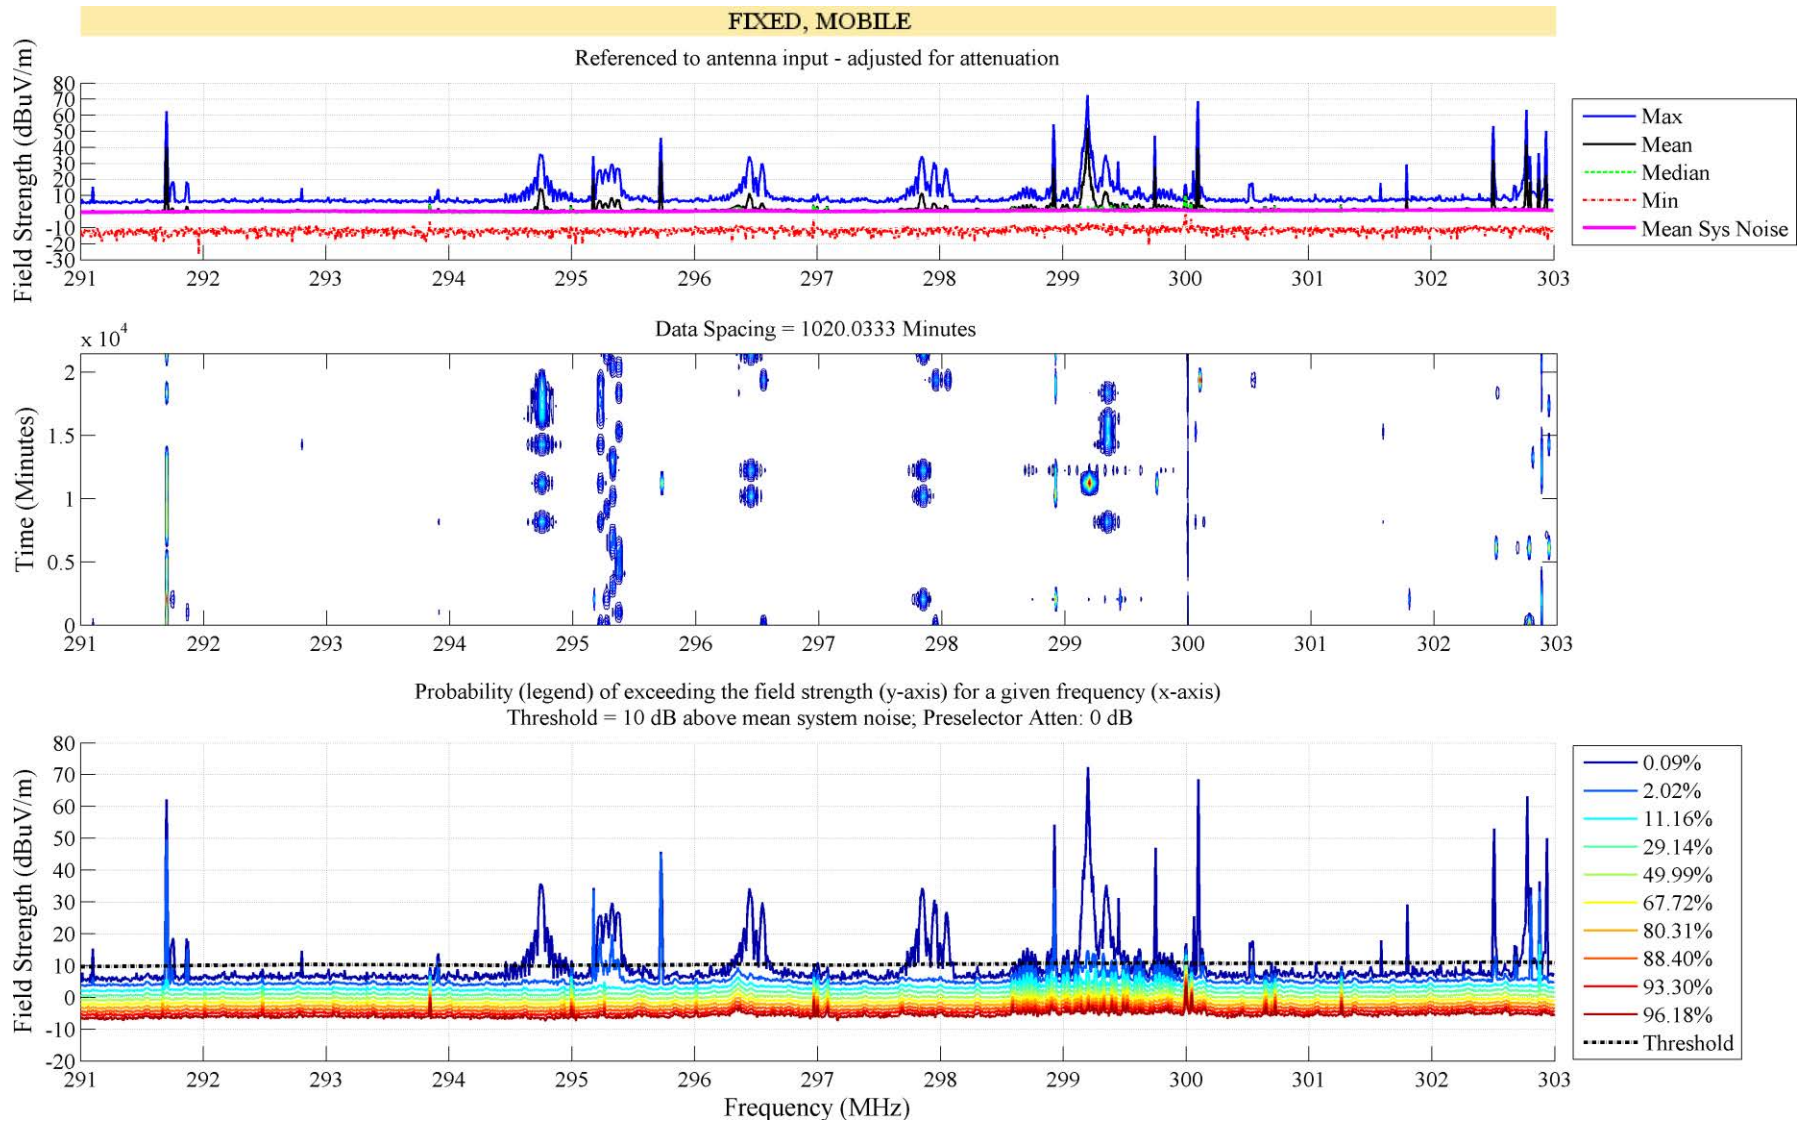 FIXED, MOBILE
Referenced to antenna input - adjusted for attenuation
Field Strength (dBuV/m)
80
70
60
50
40
30
20
10
0
-10
-20
-30
291 292 293 294 295 296 297 298 299 300 301 302 303
Max
Mean
Median
Min
Mean Sys Noise
Data Spacing = 1020.0333 Minutes
x 10^4
Time (Minutes)
2
1.5
1
0.5
0
291 292 293 294 295 296 297 298 299 300 301 302 303
Probability (legend) of exceeding the field strength (y-axis) for a given frequency (x-axis)
Threshold = 10 dB above mean system noise; Preselector Atten: 0 dB
Field Strength (dBuV/m)
80
70
60
50
40
30
20
10
0
-10
-20
291 292 293 294 295 296 297 298 299 300 301 302 303
Frequency (MHz)
0.09%
2.02%
11.16%
29.14%
49.99%
67.72%
80.31%
88.40%
93.30%
96.18%
Threshold